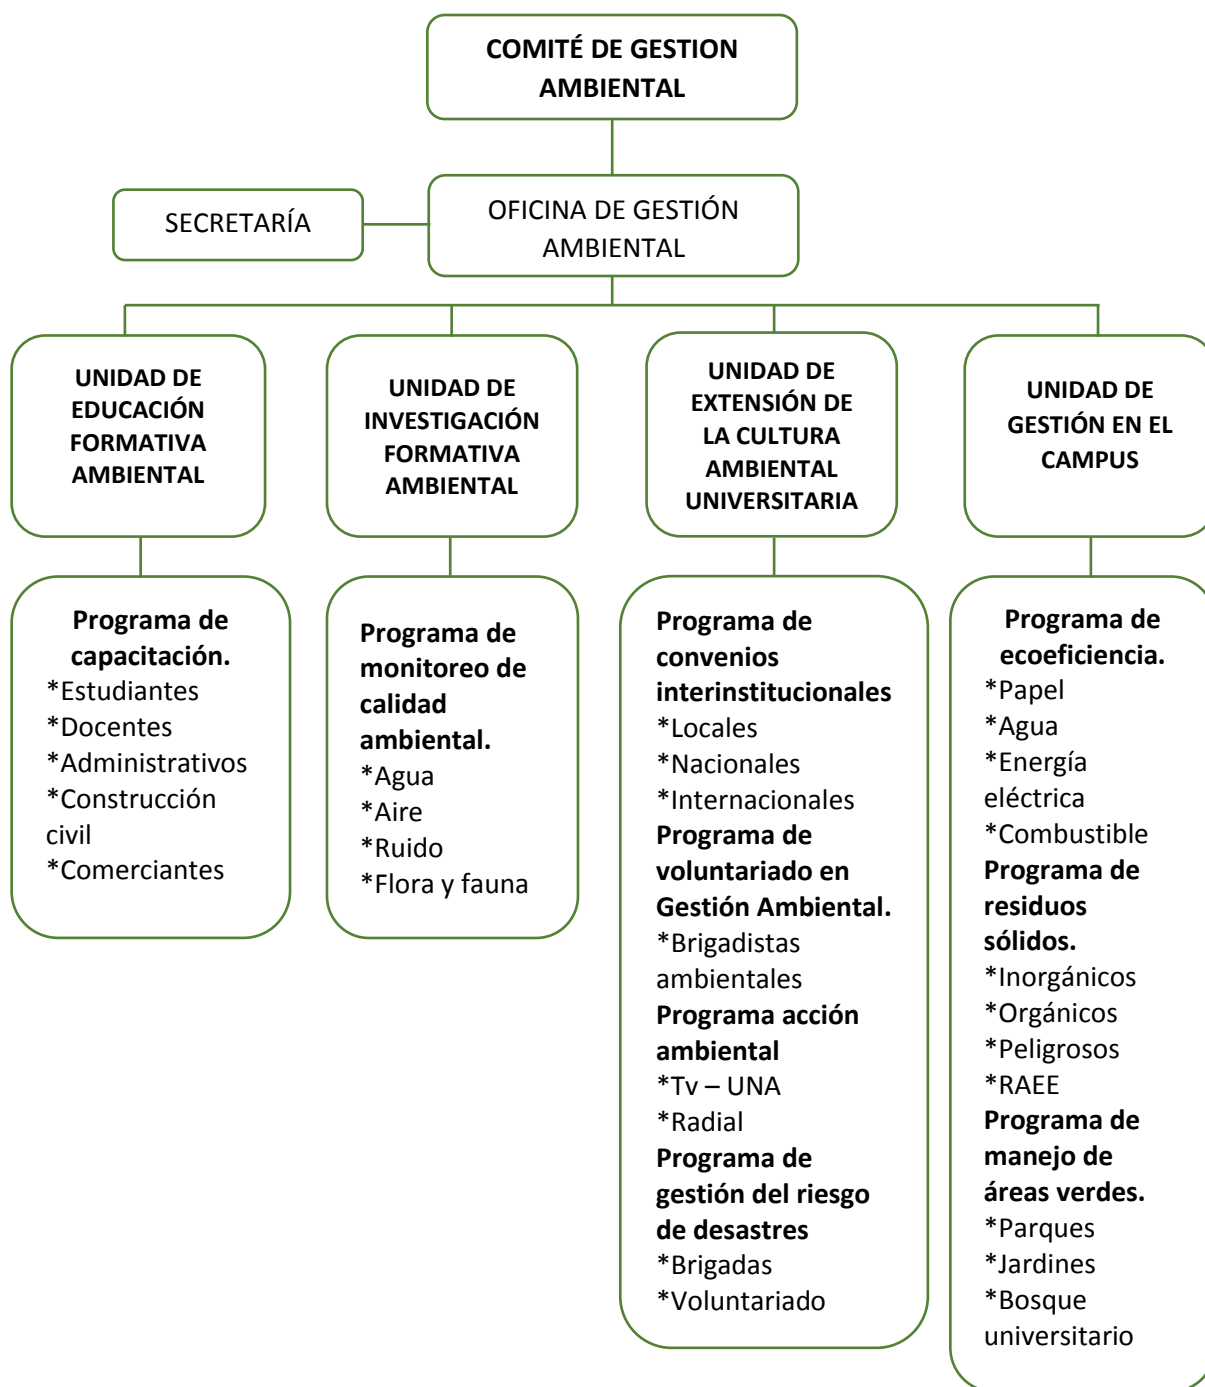 COMITÉ DE GESTION
AMBIENTAL
SECRETARÍA
OFICINA DE GESTIÓN
AMBIENTAL
UNIDAD DE
EDUCACIÓN
FORMATIVA
AMBIENTAL
UNIDAD DE
INVESTIGACIÓN
FORMATIVA
AMBIENTAL
UNIDAD DE
EXTENSIÓN DE
LA CULTURA
AMBIENTAL
UNIVERSITARIA
UNIDAD DE
GESTIÓN EN EL
CAMPUS
Programa de
capacitación.
*Estudiantes
*Docentes
*Administrativos
*Construcción
civil
*Comerciantes
Programa de
monitoreo de
calidad
ambiental.
*Agua
*Aire
*Ruido
*Flora y fauna
Programa de
convenios
interinstitucionales
*Locales
*Nacionales
*Internacionales
Programa de
voluntariado en
Gestión Ambiental.
*Brigadistas
ambientales
Programa acción
ambiental
*Tv – UNA
*Radial
Programa de
gestión del riesgo
de desastres
*Brigadas
*Voluntariado
Programa de
ecoeficiencia.
*Papel
*Agua
*Energía
eléctrica
*Combustible
Programa de
residuos
sólidos.
*Inorgánicos
*Orgánicos
*Peligrosos
*RAEE
Programa de
manejo de
áreas verdes.
*Parques
*Jardines
*Bosque
universitario